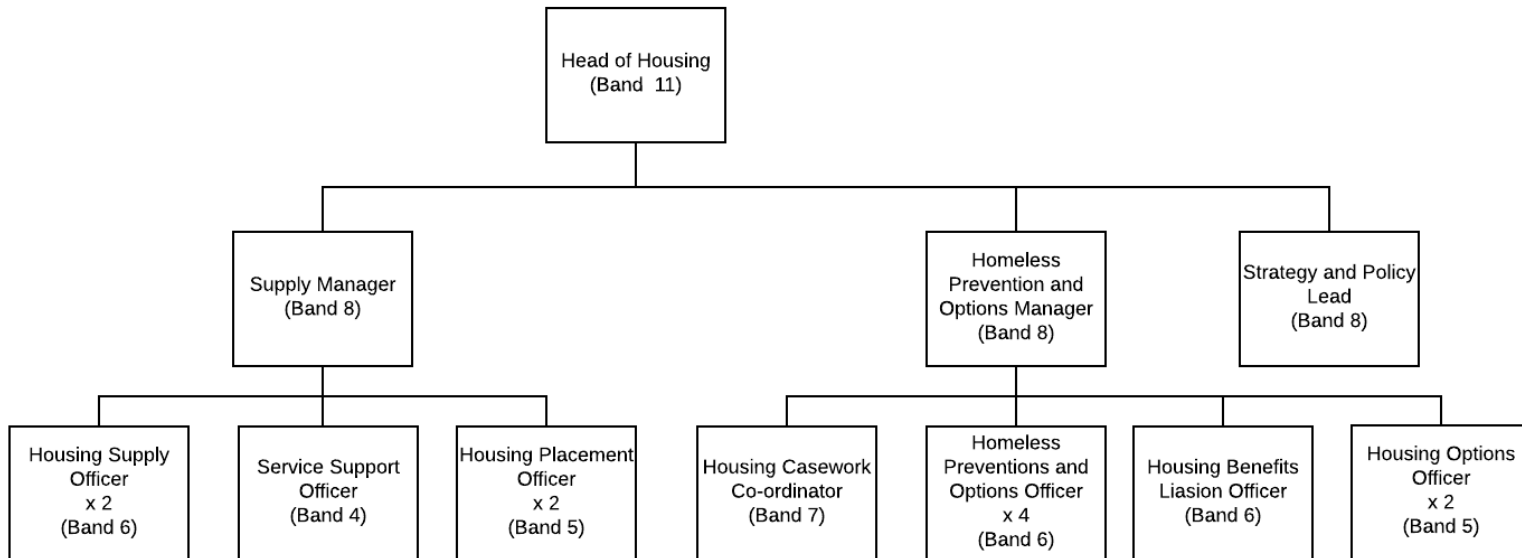 Head of Housing
(Band 11)
Supply Manager
(Band 8)
Homeless
Prevention and
Options Manager
(Band 8)
Strategy and Policy
Lead
(Band 8)
Housing Supply
Officer
x 2
(Band 6)
Service Support
Officer
(Band 4)
Housing Placement
Officer
x 2
(Band 5)
Housing Casework
Co-ordinator
(Band 7)
Homeless
Preventions and
Options Officer
x 4
(Band 6)
Housing Benefits
Liasion Officer
(Band 6)
Housing Options
Officer
x 2
(Band 5)